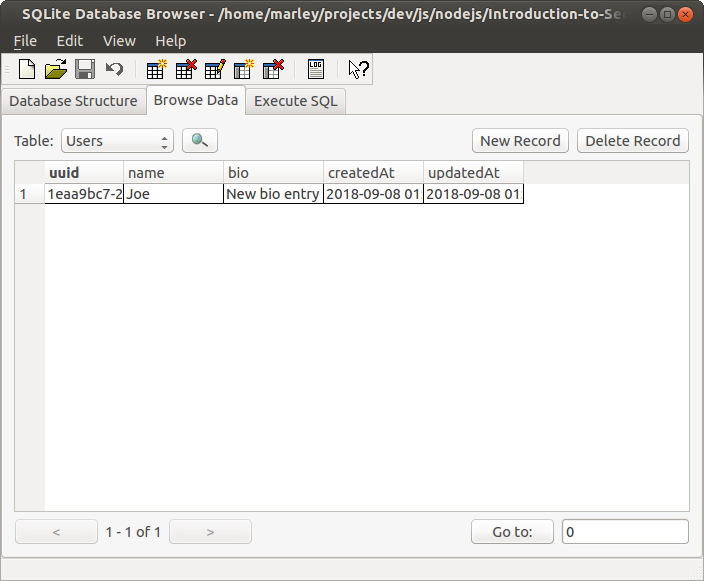 SQLite Database Browser - /home/marley/projects/dev/js/nodejs/Introduction-to-Se
File Edit View Help
LOG
Database Structure Browse Data Execute SQL
Table: Users New Record Delete Record
uuid name bio createdAt updatedAt
1 1eaa9bc7-2 Joe New bio entry 2018-09-08 01 2018-09-08 01
< 1 - 1 of 1 > Go to: 0